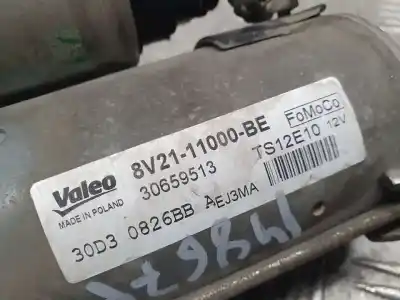 Valeo
MADE IN POLAND
8V21-11000-BE
FoMoCo
30659513
TS12E10 12V
30D3 0826BB AEJ3MA